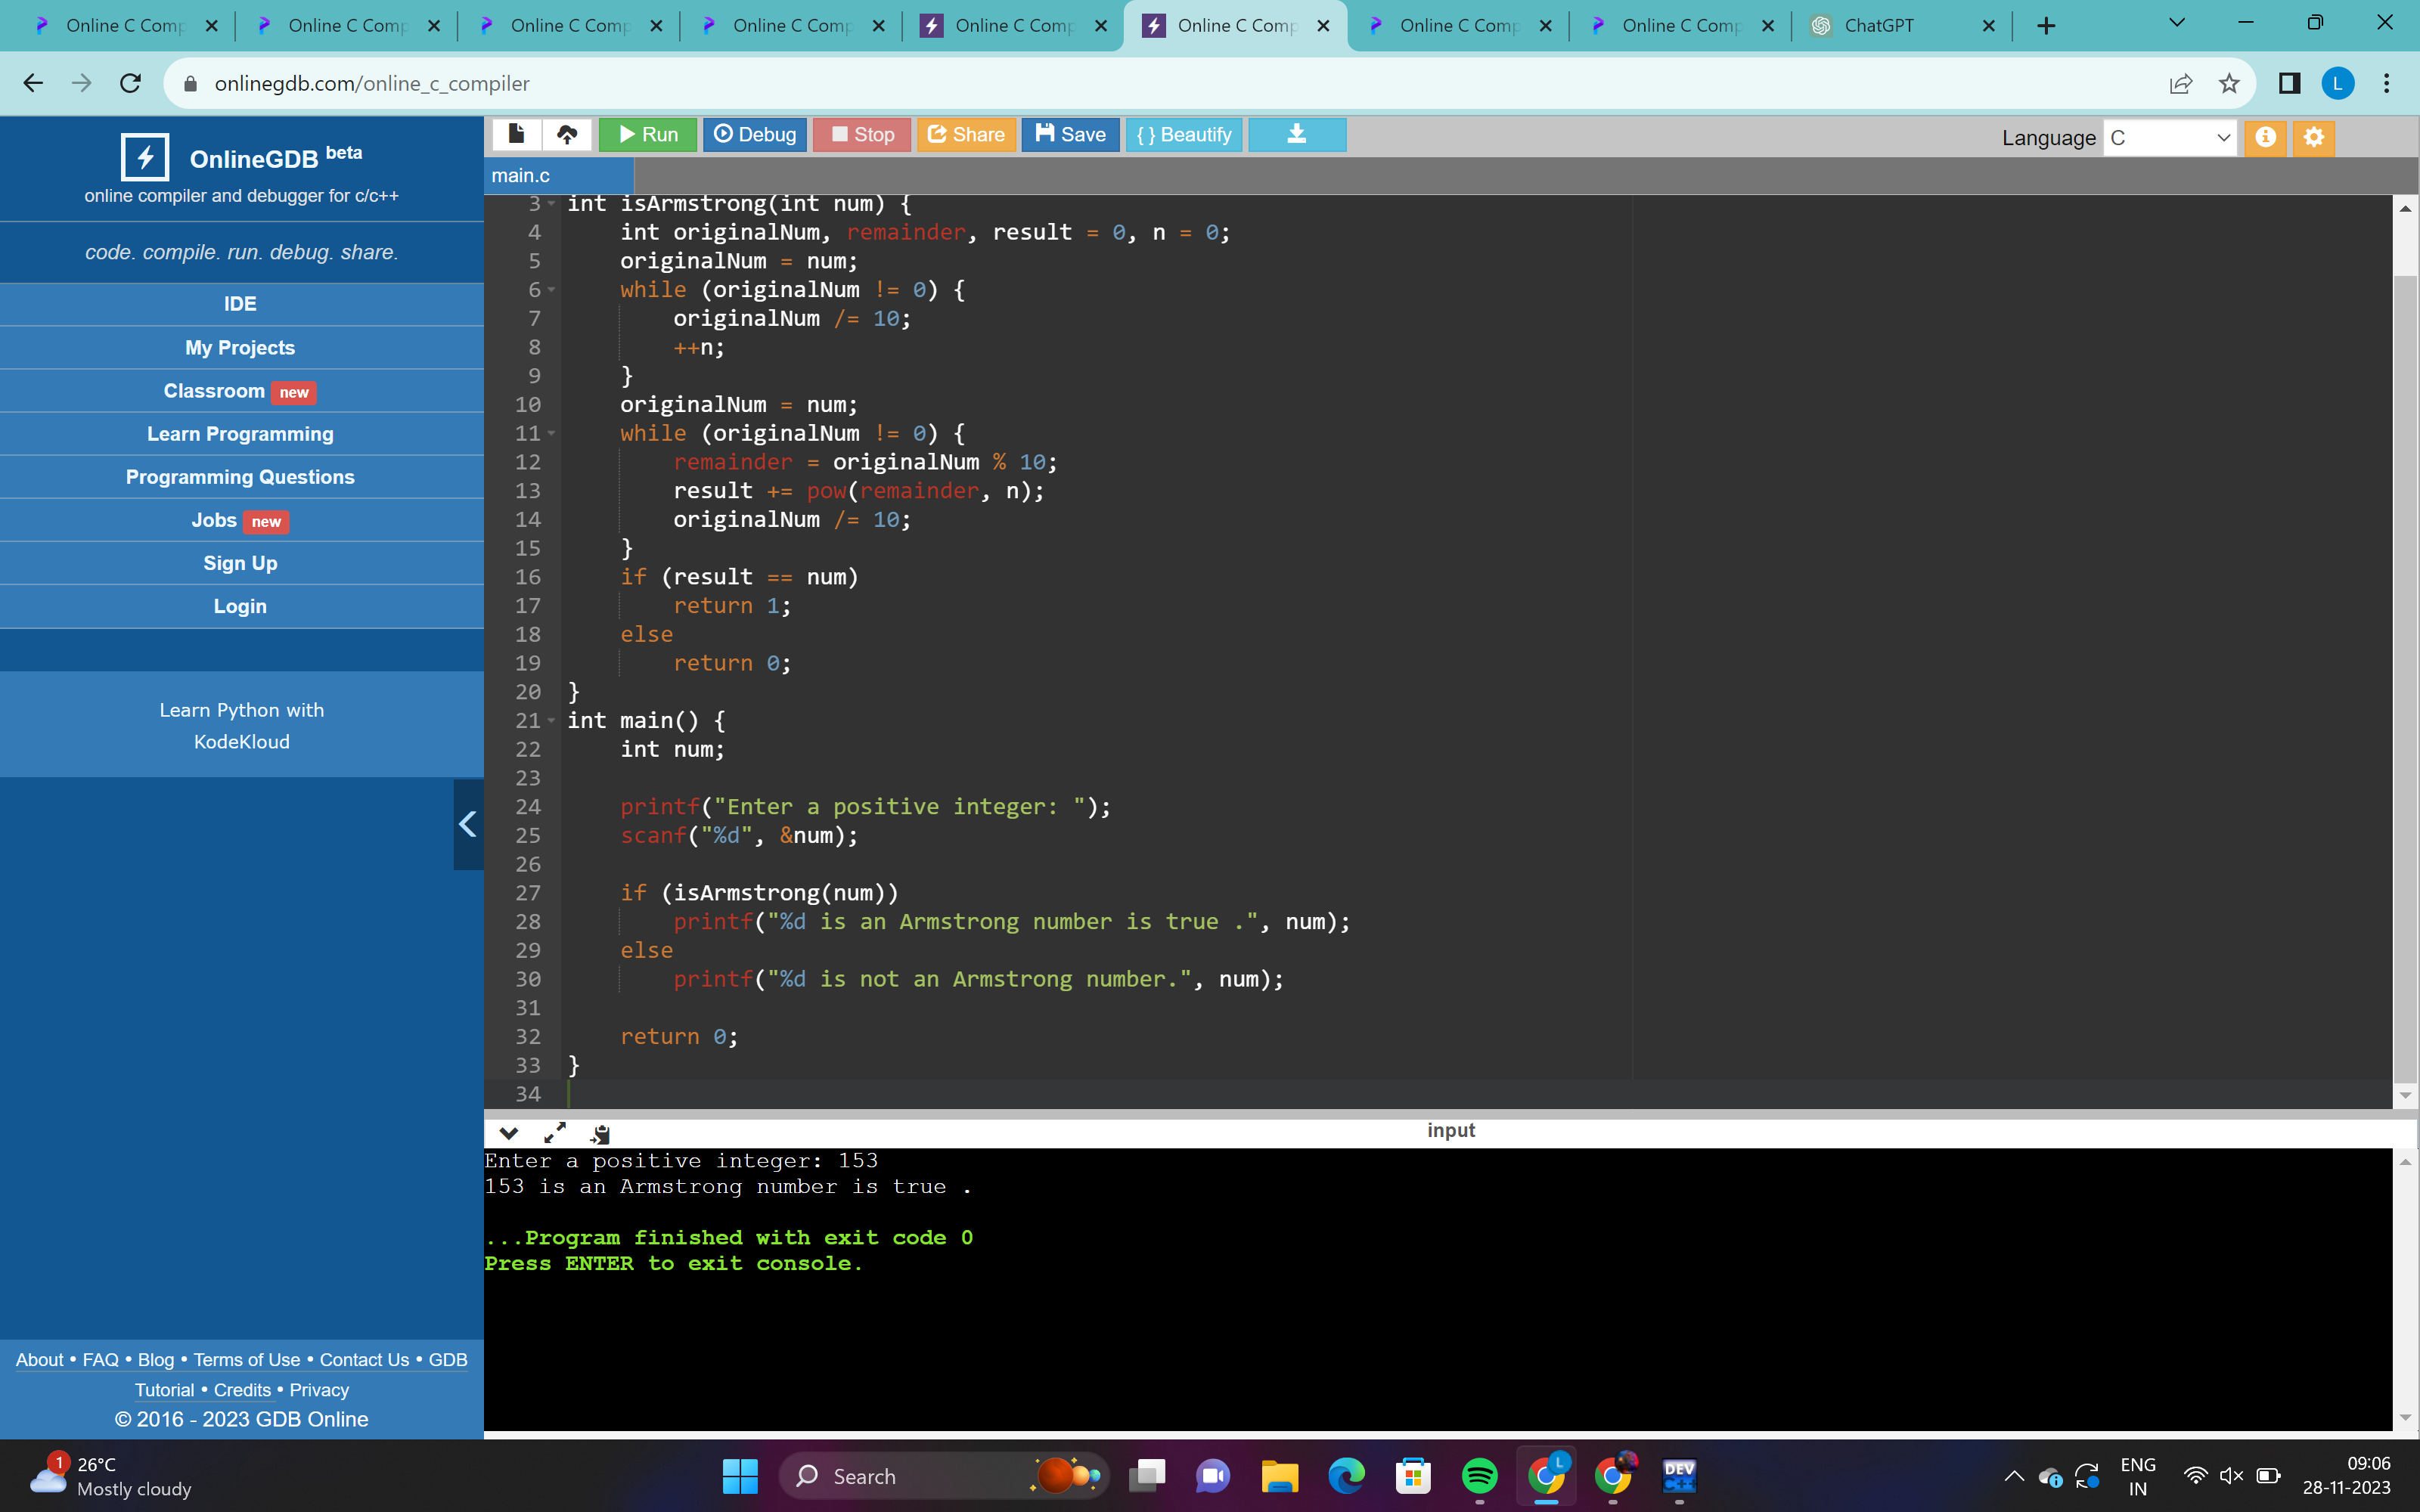 Online C Comp
Online C Comp
Online C Comp
Online C Comp
Online C Comp
Online C Comp
Online C Comp
Online C Comp
ChatGPT
onlinegdb.com/online_c_compiler
L
OnlineGDB beta
online compiler and debugger for c/c++
code. compile. run. debug. share.
IDE
My Projects
Classroom new
Learn Programming
Programming Questions
Jobs new
Sign Up
Login
Learn Python with
KodeKloud
About • FAQ • Blog • Terms of Use • Contact Us • GDB
Tutorial • Credits • Privacy
© 2016 - 2023 GDB Online
Run Debug Stop Share Save { } Beautify
Language C
main.c
3 int isArmstrong(int num) {
4     int originalNum, remainder, result = 0, n = 0;
5     originalNum = num;
6     while (originalNum != 0) {
7         originalNum /= 10;
8         ++n;
9     }
10     originalNum = num;
11     while (originalNum != 0) {
12         remainder = originalNum % 10;
13         result += pow(remainder, n);
14         originalNum /= 10;
15     }
16     if (result == num)
17         return 1;
18     else
19         return 0;
20 }
21 int main() {
22     int num;
23
24     printf("Enter a positive integer: ");
25     scanf("%d", &num);
26
27     if (isArmstrong(num))
28         printf("%d is an Armstrong number is true .", num);
29     else
30         printf("%d is not an Armstrong number.", num);
31
32     return 0;
33 }
34
input
Enter a positive integer: 153
153 is an Armstrong number is true .
...Program finished with exit code 0
Press ENTER to exit console.
1
26°C
Mostly cloudy
Search
L
DEV
C++
ENG
IN
09:06
28-11-2023